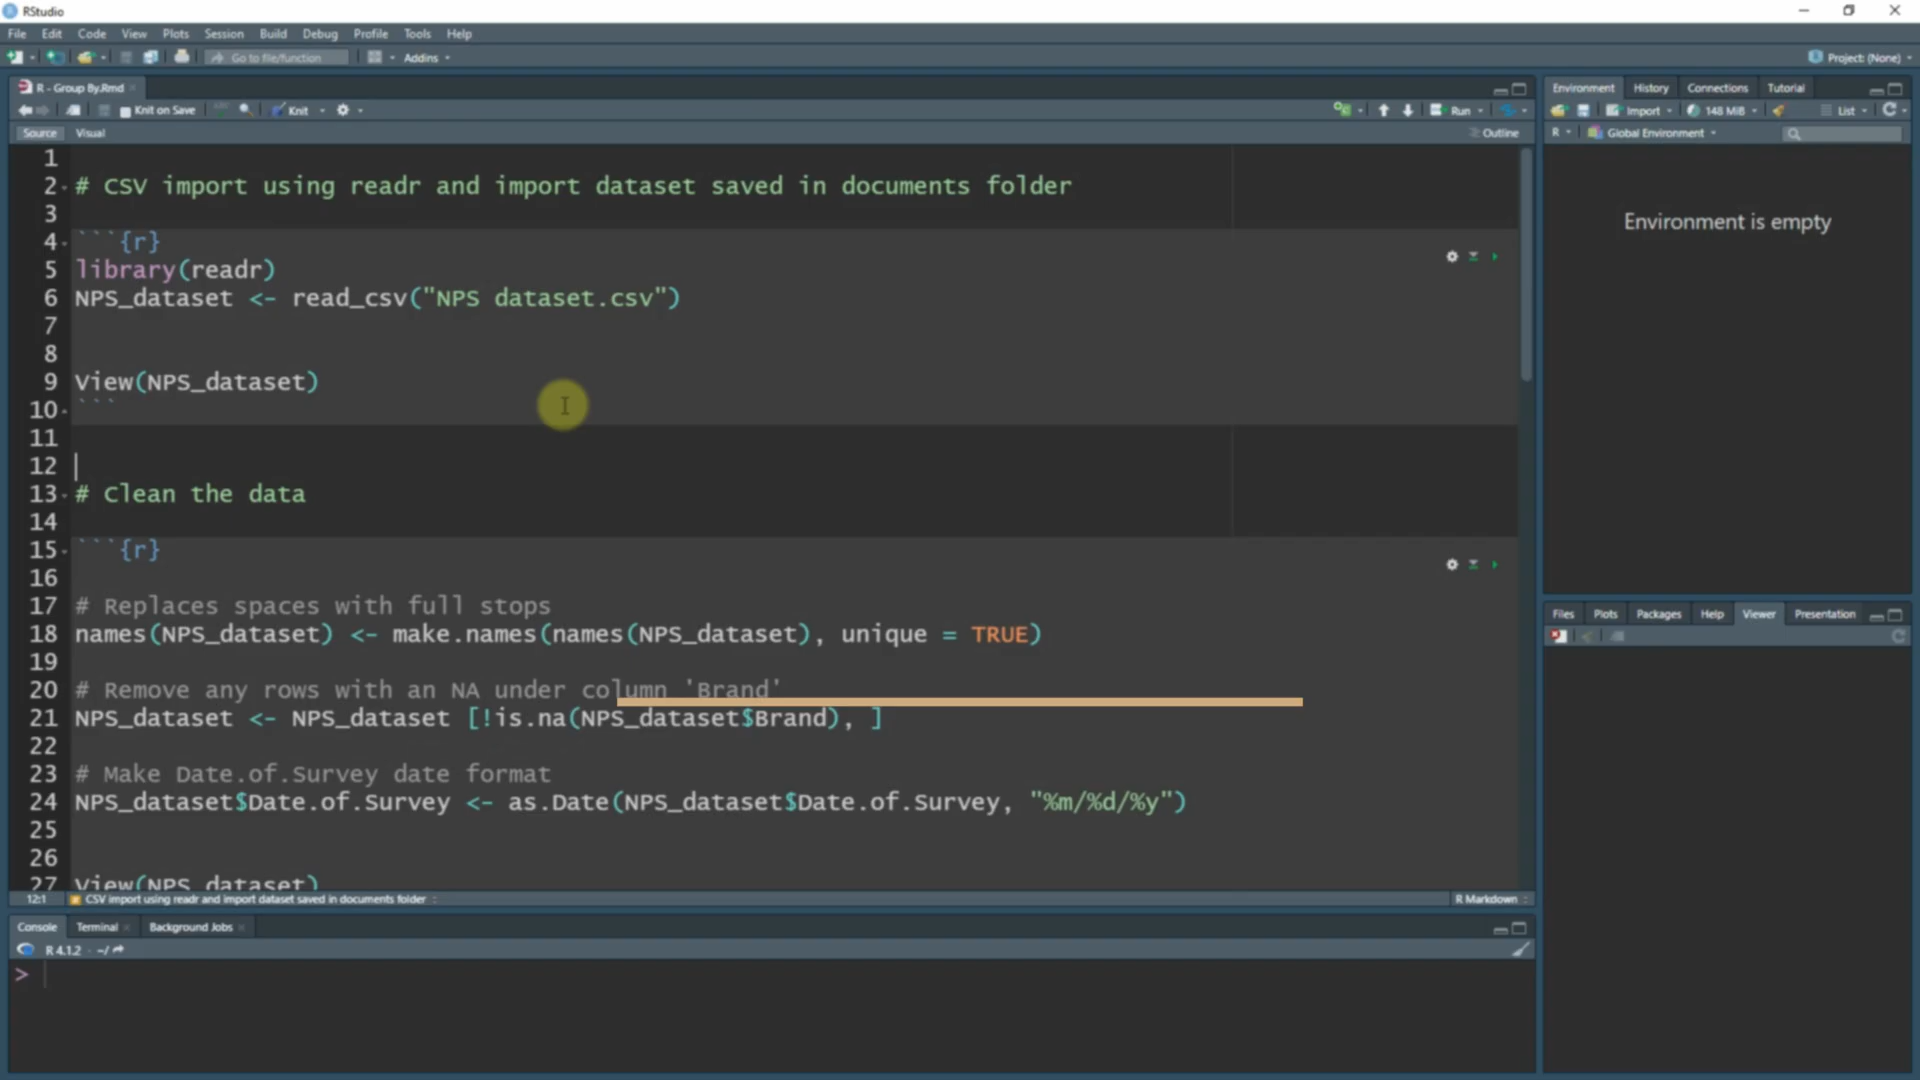 RStudio
File Edit Code View Plots Session Build Debug Profile Tools Help
Go to file/function Addins Project: (None)
R - Group By.Rmd
Knit on Save Knit Run
Source Visual Outline
1
2 # CSV import using readr and import dataset saved in documents folder
3
4 ```{r}
5 library(readr)
6 NPS_dataset <- read_csv("NPS dataset.csv")
7
8
9 View(NPS_dataset)
10 ```
11
12
13 # Clean the data
14
15 ```{r}
16
17 # Replaces spaces with full stops
18 names(NPS_dataset) <- make.names(names(NPS_dataset), unique = TRUE)
19
20 # Remove any rows with an NA under column 'Brand'
21 NPS_dataset <- NPS_dataset [!is.na(NPS_dataset$Brand), ]
22
23 # Make Date.of.Survey date format
24 NPS_dataset$Date.of.Survey <- as.Date(NPS_dataset$Date.of.Survey, "%m/%d/%y")
25
26
27 View(NPS_dataset)
12:1 CSV import using readr and import dataset saved in documents folder R Markdown
Console Terminal Background Jobs
R 4.1.2 · ~/
>
Environment History Connections Tutorial
Import 148 MiB List
R Global Environment
Environment is empty
Files Plots Packages Help Viewer Presentation